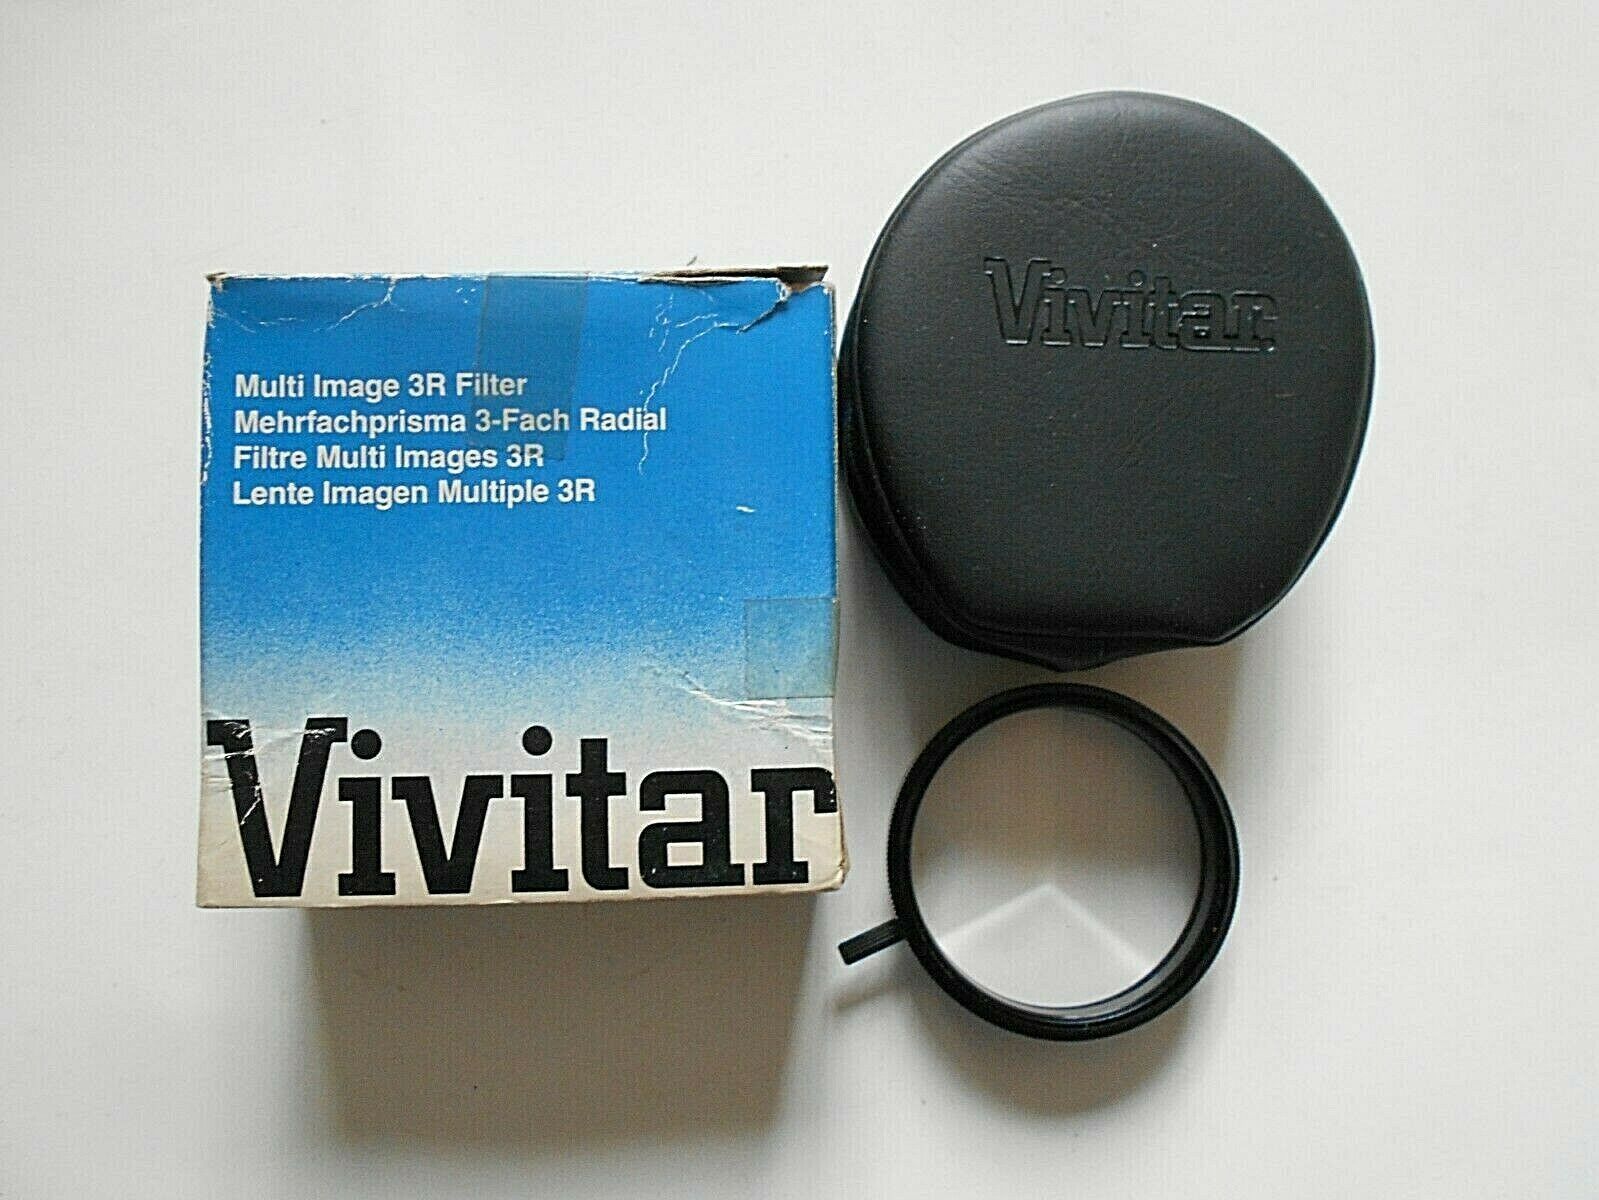 Multi Image 3R Filter
Mehrfachprisma 3-Fach Radial
Filtre Multi Images 3R
Lente Imagen Multiple 3R
Vivitar
Vivitar